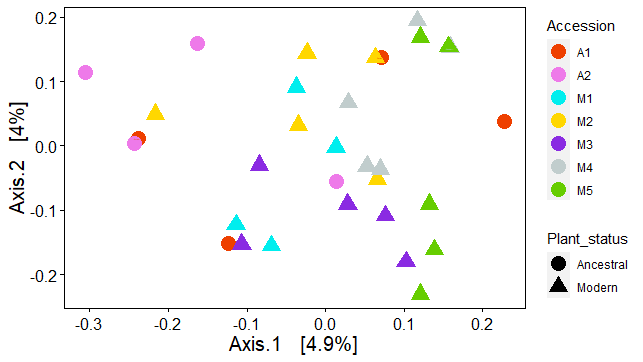 0.2
0.1
0.0
-0.1
-0.2
Axis.2 [4%]
-0.3
-0.2
-0.1
0.0
0.1
0.2
Axis.1 [4.9%]
Accession
A1
A2
M1
M2
M3
M4
M5
Plant_status
Ancestral
Modern